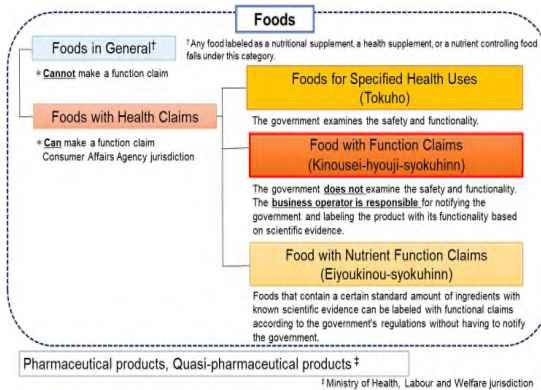 Foods
Foods in General†
† Any food labeled as a nutritional supplement, a health supplement, or a nutrient controlling food
falls under this category.
* Cannot make a function claim
Foods with Health Claims
* Can make a function claim
Consumer Affairs Agency jurisdiction
Foods for Specified Health Uses
(Tokuho)
The government examines the safety and functionality.
Food with Function Claims
(Kinousei-hyouji-syokuhinn)
The government does not examine the safety and functionality.
The business operator is responsible for notifying the
government and labeling the product with its functionality based
on scientific evidence.
Food with Nutrient Function Claims
(Eiyoukinou-syokuhinn)
Foods that contain a certain standard amount of ingredients with
known scientific evidence can be labeled with functional claims
according to the government's regulations without having to notify
the government.
Pharmaceutical products, Quasi-pharmaceutical products ‡
‡ Ministry of Health, Labour and Welfare jurisdiction